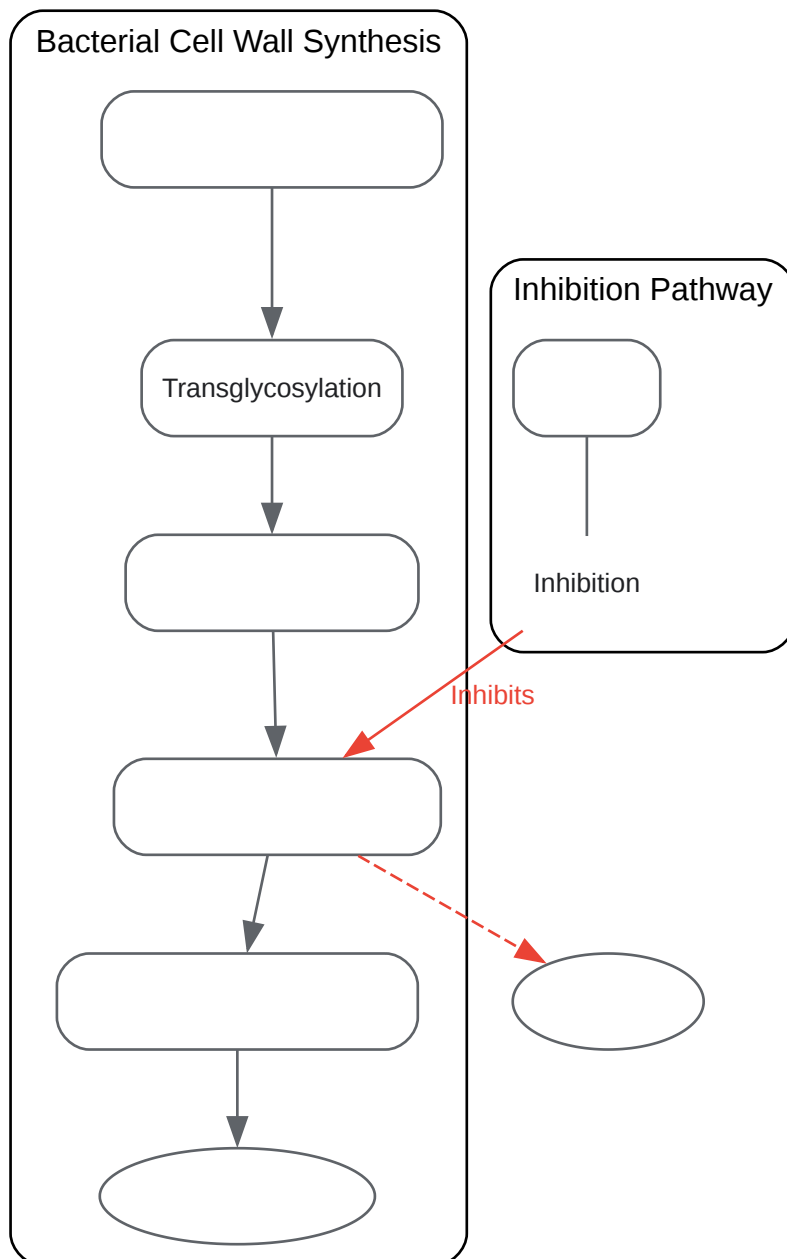 Bacterial Cell Wall Synthesis
Inhibition Pathway
Transglycosylation
Inhibition
Inhibits